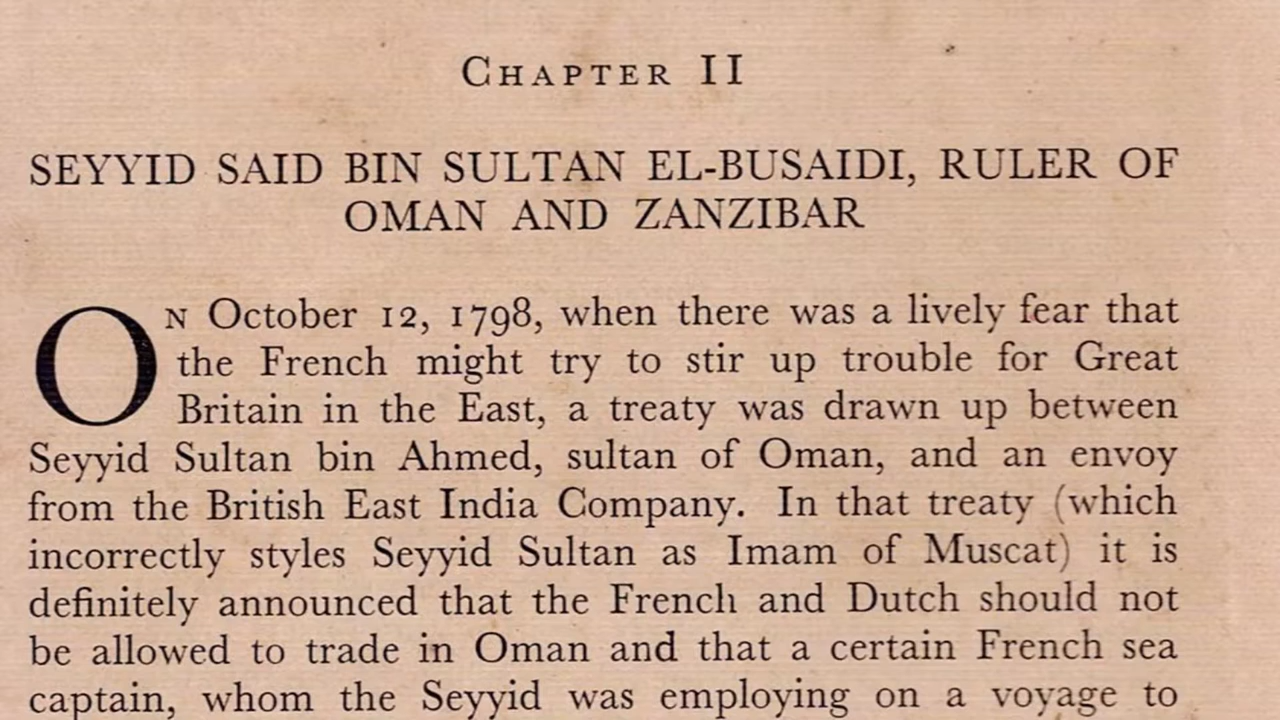 CHAPTER II
SEYYID SAID BIN SULTAN EL-BUSAIDI, RULER OF
OMAN AND ZANZIBAR
ON October 12, 1798, when there was a lively fear that
the French might try to stir up trouble for Great
Britain in the East, a treaty was drawn up between
Seyyid Sultan bin Ahmed, sultan of Oman, and an envoy
from the British East India Company. In that treaty (which
incorrectly styles Seyyid Sultan as Imam of Muscat) it is
definitely announced that the French and Dutch should not
be allowed to trade in Oman and that a certain French sea
captain, whom the Seyyid was employing on a voyage to